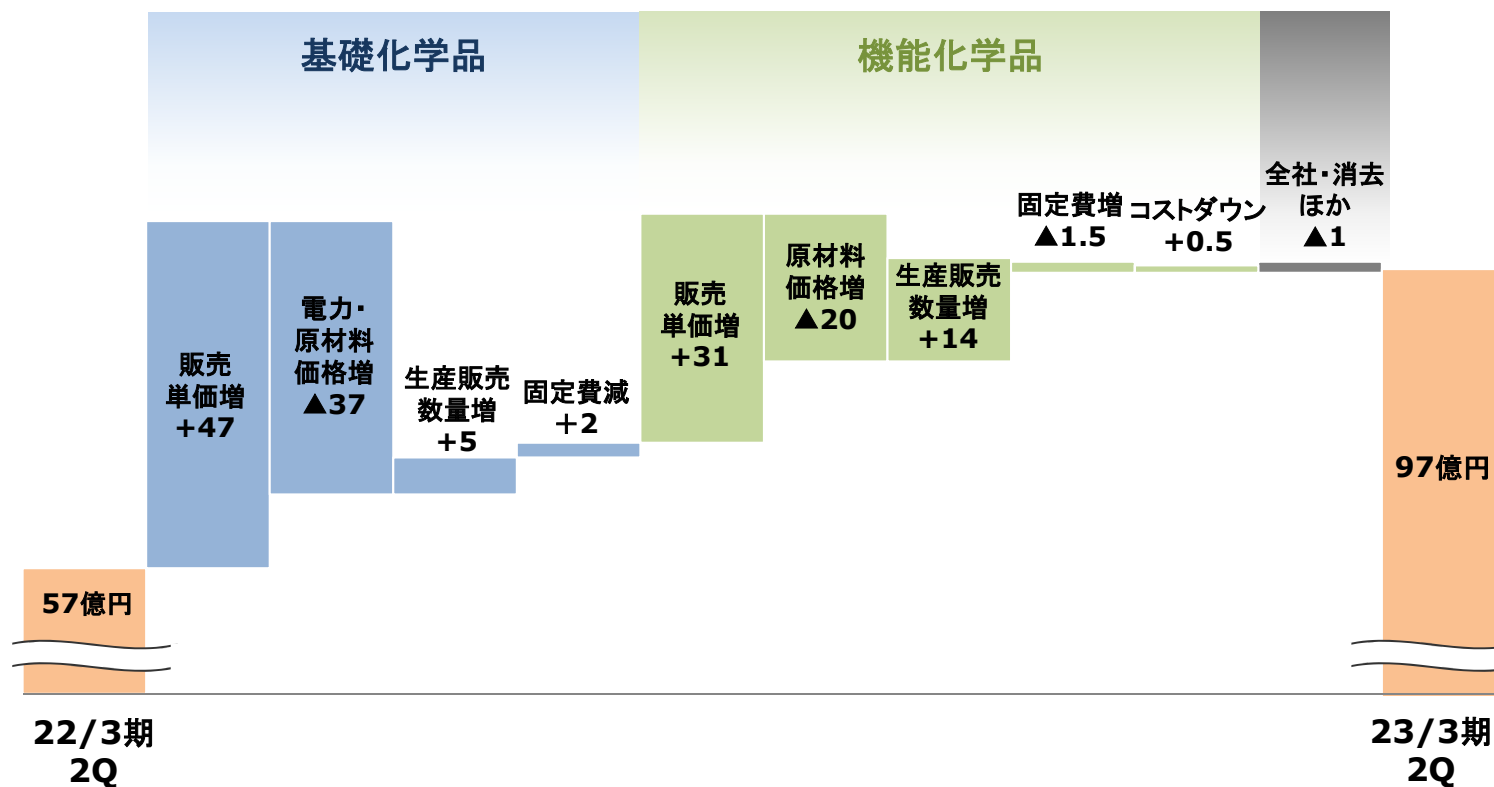 基礎化学品
機能化学品
販売
単価増
+47
電力・
原材料
価格増
▲37
生産販売
数量増
+5
固定費減
＋2
販売
単価増
+31
原材料
価格増
▲20
生産販売
数量増
+14
固定費増
▲1.5
コストダウン
+0.5
全社・消去
ほか
▲1
57億円
97億円
22/3期
2Q
23/3期
2Q